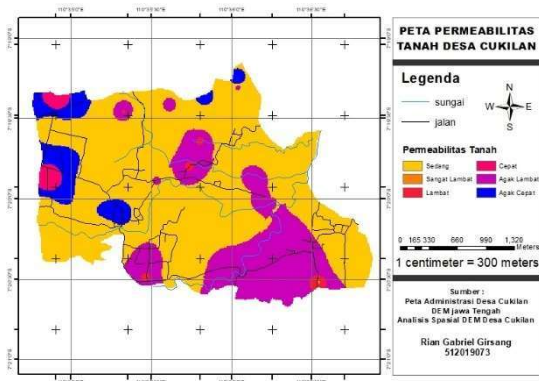 PETA PERMEABILITAS
TANAH DESA CUKILAN
Legenda
sungai
jalan
N
W
E
S
Permeabilitas Tanah
Sedang
Sangat Lambat
Lambat
Cepat
Agak Lambat
Agak Cepat
0 165 330 660 990 1,320
Meters
1 centimeter = 300 meters
Sumber :
Peta Administrasi Desa Cukilan
DEM Jawa Tengah
Analisis Spasial DEM Desa Cukilan
Rian Gabriel Girsang
512019073